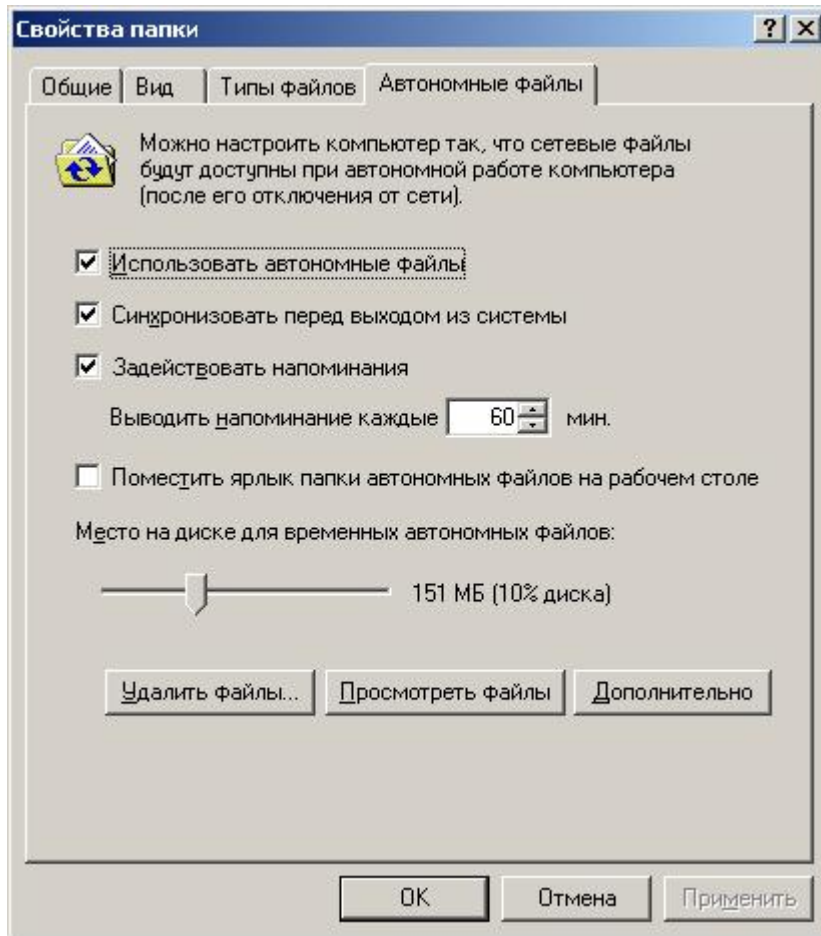 Свойства папки
Общие Вид Типы файлов Автономные файлы
Можно настроить компьютер так, что сетевые файлы
будут доступны при автономной работе компьютера
(после его отключения от сети).
Использовать автономные файлы
Синхронизовать перед выходом из системы
Задействовать напоминания
Выводить напоминание каждые 60 мин.
Поместить ярлык папки автономных файлов на рабочем столе
Место на диске для временных автономных файлов:
151 МБ (10% диска)
Удалить файлы... Просмотреть файлы Дополнительно
ОК Отмена Применить